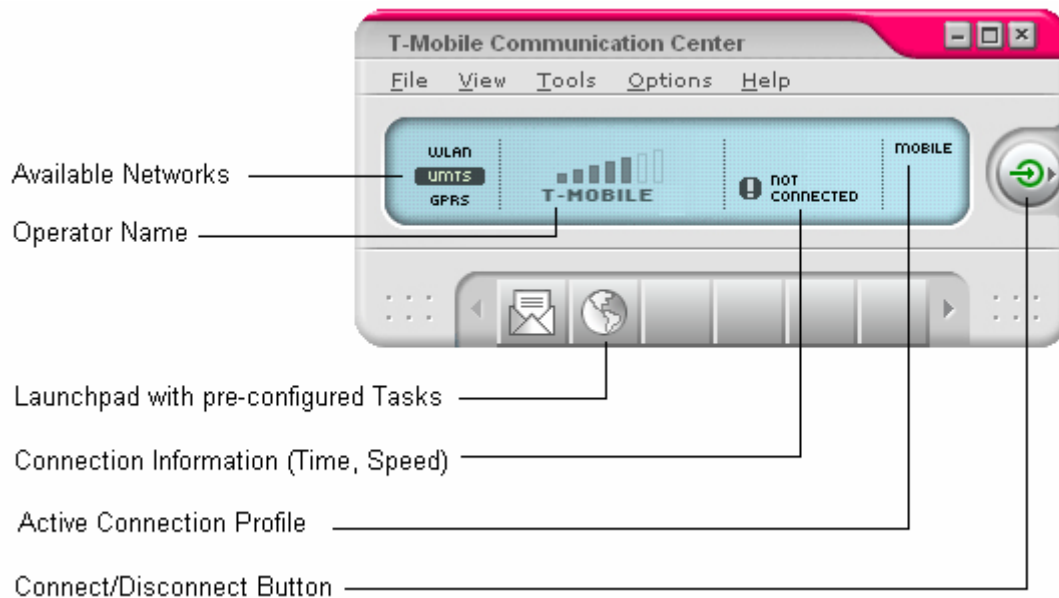 T-Mobile Communication Center
File View Tools Options Help
WLAN
UMTS
GPRS
T-MOBILE
NOT
CONNECTED
MOBILE
Available Networks
Operator Name
Launchpad with pre-configured Tasks
Connection Information (Time, Speed)
Active Connection Profile
Connect/Disconnect Button